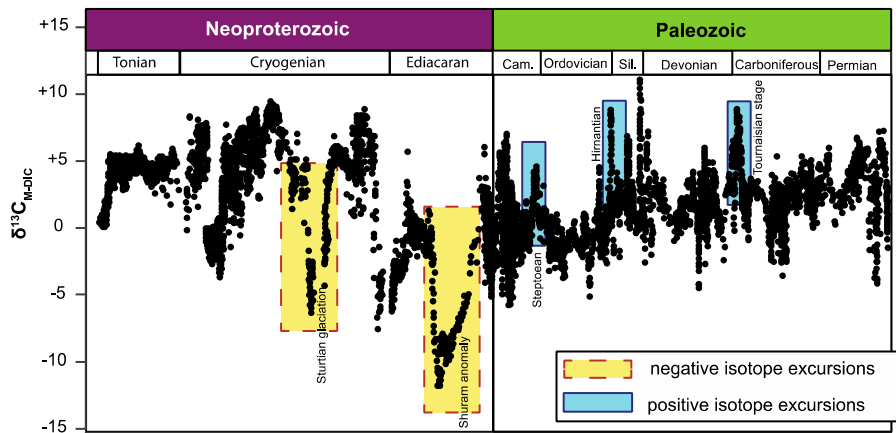 +15
Neoproterozoic
Paleozoic
Tonian
Cryogenian
Ediacaran
Cam.
Ordovician
Sil.
Devonian
Carboniferous
Permian
+10
+5
0
-5
-10
-15
δ¹³C M-DIC
Sturtian glaciation
Shuram anomaly
Steptoean
Hirnantian
Tournaisian stage
negative isotope excursions
positive isotope excursions